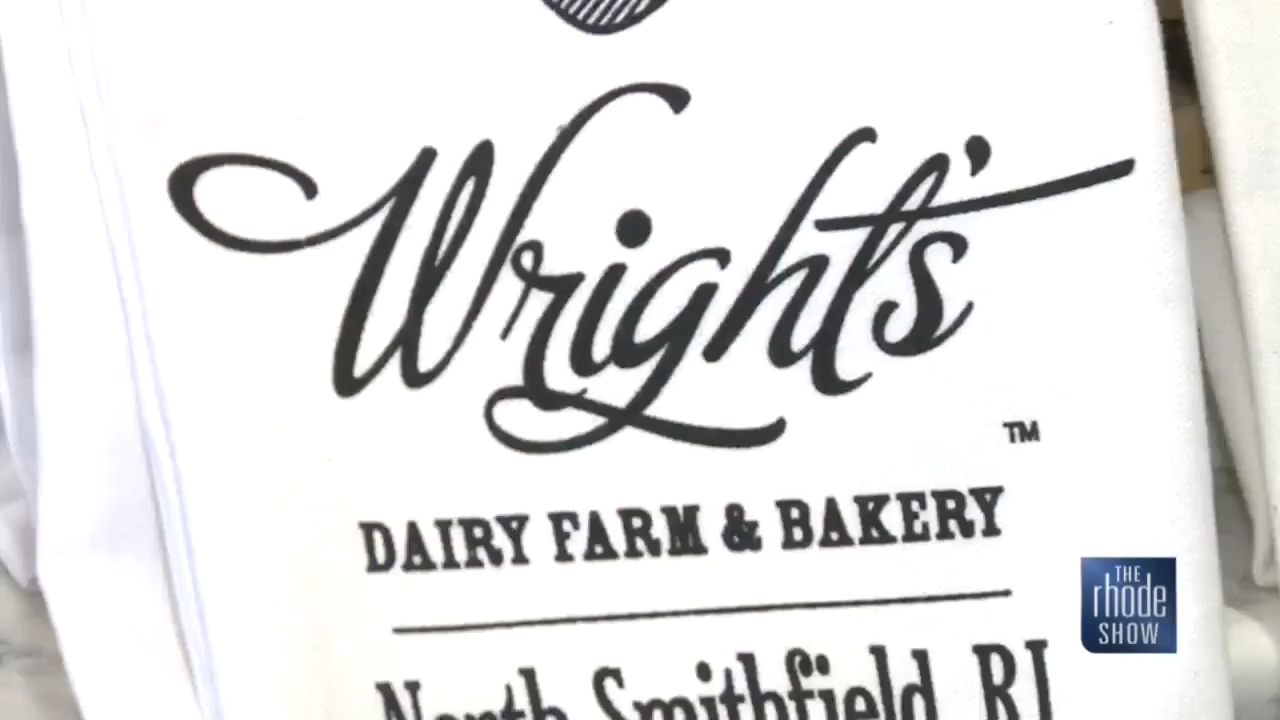 Wright's
TM
DAIRY FARM & BAKERY
North Smithfield, RI
THE
rhode
SHOW